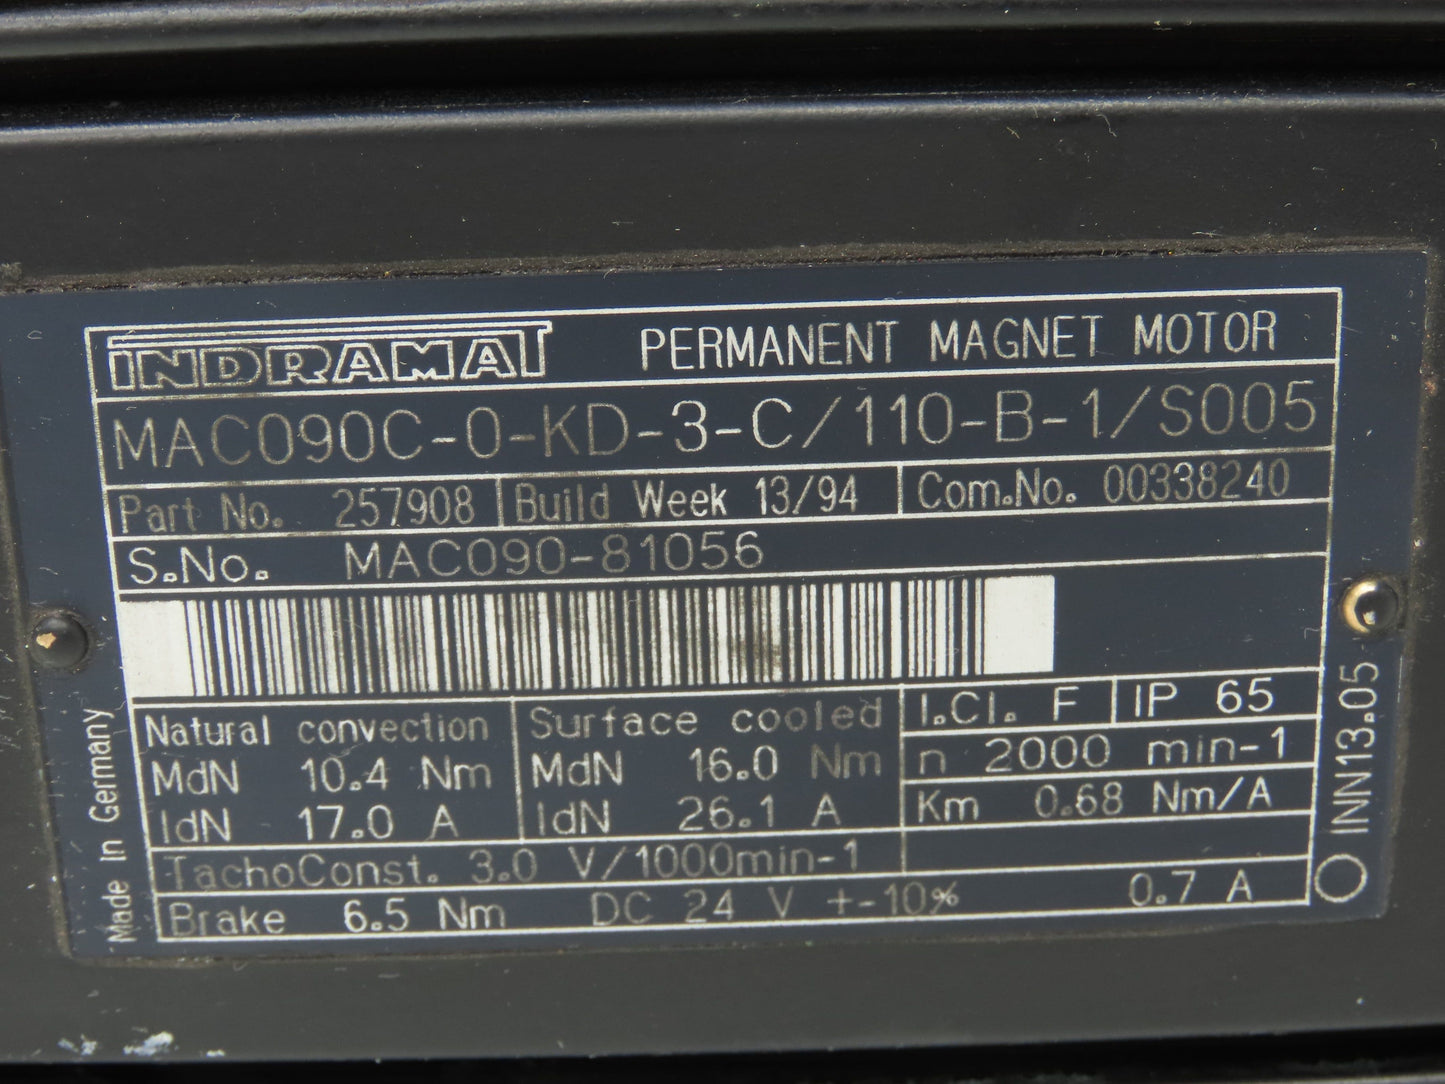 INDRAMAT PERMANENT MAGNET MOTOR
MAC090C-0-KD-3-C/110-B-1/S005
Part No. 257908 Build Week 13/94 Com.No. 00338240
S.No. MAC090-81056
Natural convection Surface cooled I.Cl. F IP 65
MdN 10.4 Nm MdN 16.0 Nm n 2000 min-1
IdN 17.0 A IdN 26.1 A Km 0.68 Nm/A
TachoConst. 3.0 V/1000min-1
Brake 6.5 Nm DC 24 V +-10% 0.7 A
Made in Germany
INN13.05